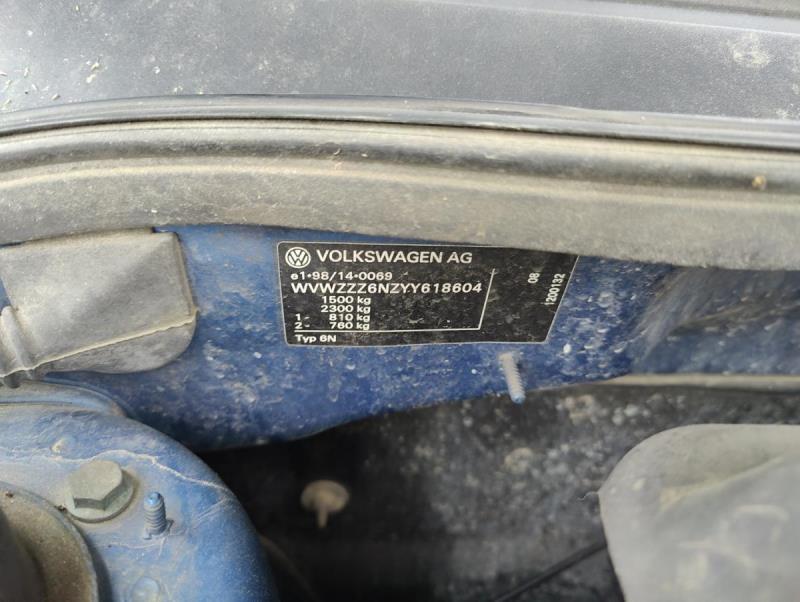 VOLKSWAGEN AG
e1*98/14*0069
WVWZZZ6NZYY618604
1500 kg
2300 kg
1- 810 kg
2- 760 kg
Typ 6N
08
1200132